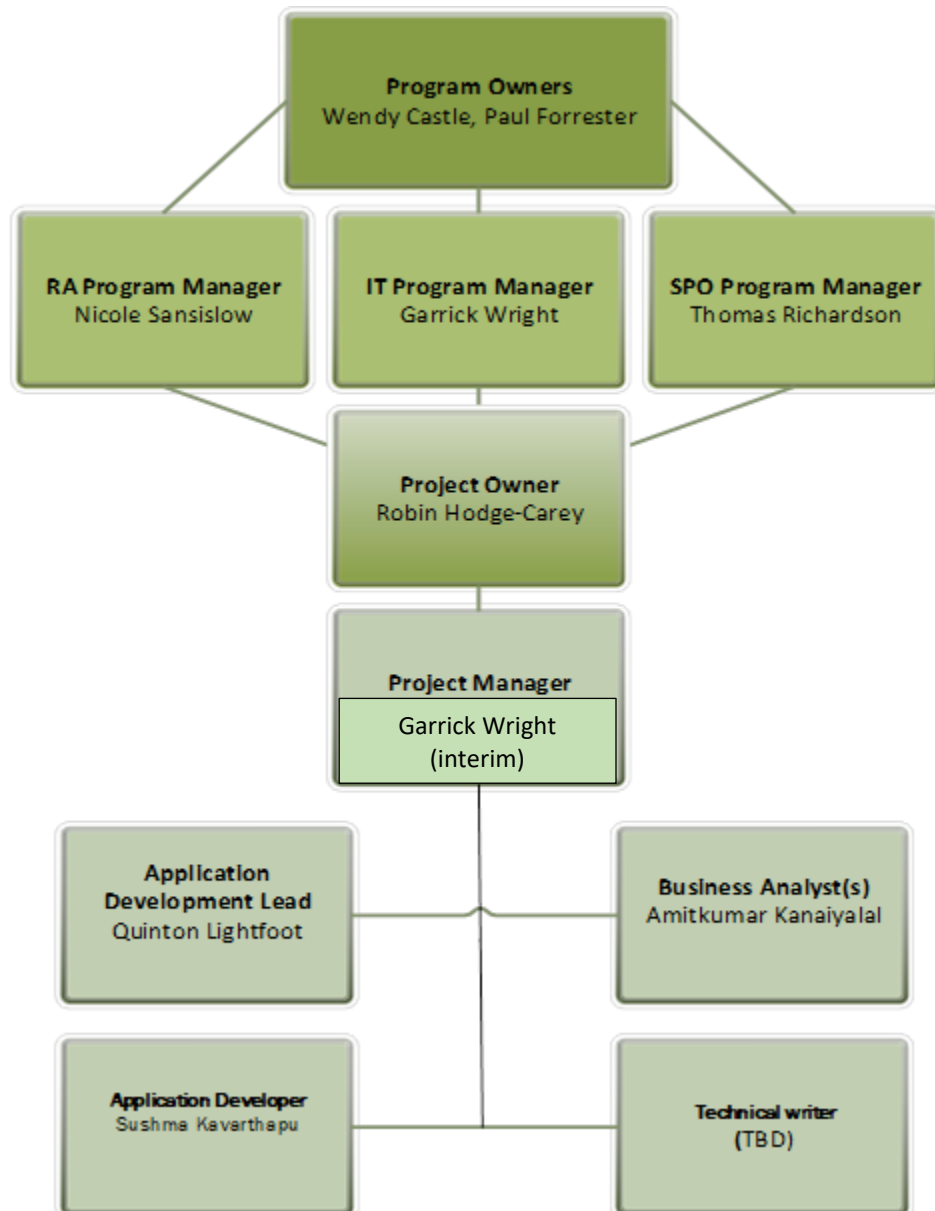 Program Owners
Wendy Castle, Paul Forrester
RA Program Manager
Nicole Sansislow
IT Program Manager
Garrick Wright
SPO Program Manager
Thomas Richardson
Project Owner
Robin Hodge-Carey
Project Manager
Garrick Wright
(interim)
Application
Development Lead
Quinton Lightfoot
Business Analyst(s)
Amitkumar Kanaiyalal
Application Developer
Sushma Kavarthapu
Technical writer
(TBD)